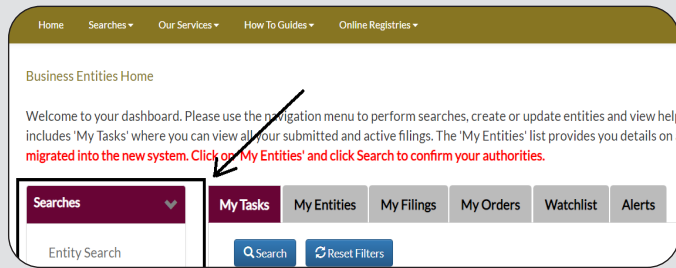 Home Searches Our Services How To Guides Online Registries
Business Entities Home
Welcome to your dashboard. Please use the navigation menu to perform searches, create or update entities and view help
includes 'My Tasks' where you can view all your submitted and active filings. The 'My Entities' list provides you details on
migrated into the new system. Click on 'My Entities' and click Search to confirm your authorities.
Searches My Tasks My Entities My Filings My Orders Watchlist Alerts
Entity Search Search Reset Filters